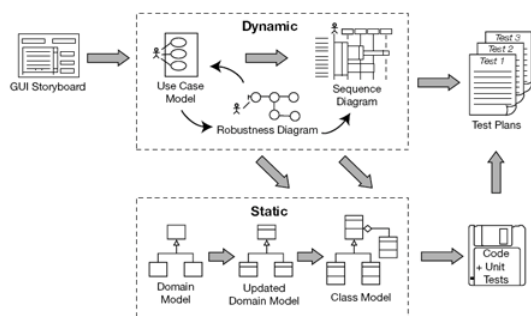 Dynamic
GUI Storyboard
Use Case
Model
Robustness Diagram
Sequence
Diagram
Test 3
Test 2
Test 1
Test Plans
Static
Domain
Model
Updated
Domain Model
Class Model
Code
+ Unit
Tests